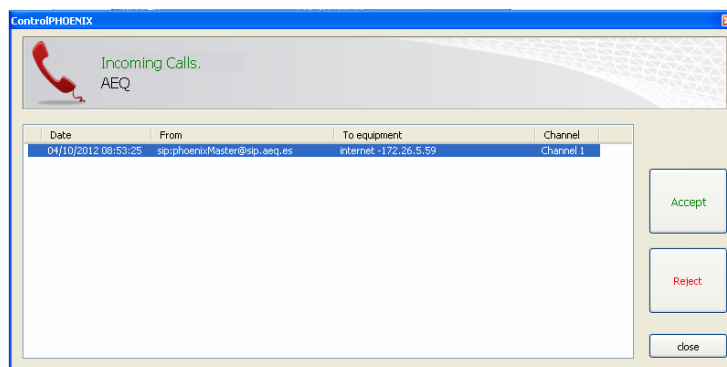 ControlPHOENIX
Incoming Calls.
AEQ
Date From To equipment Channel
04/10/2012 08:53:25 sip:phoenixMaster@sip.aeq.es internet -172.26.5.59 Channel 1
Accept
Reject
close